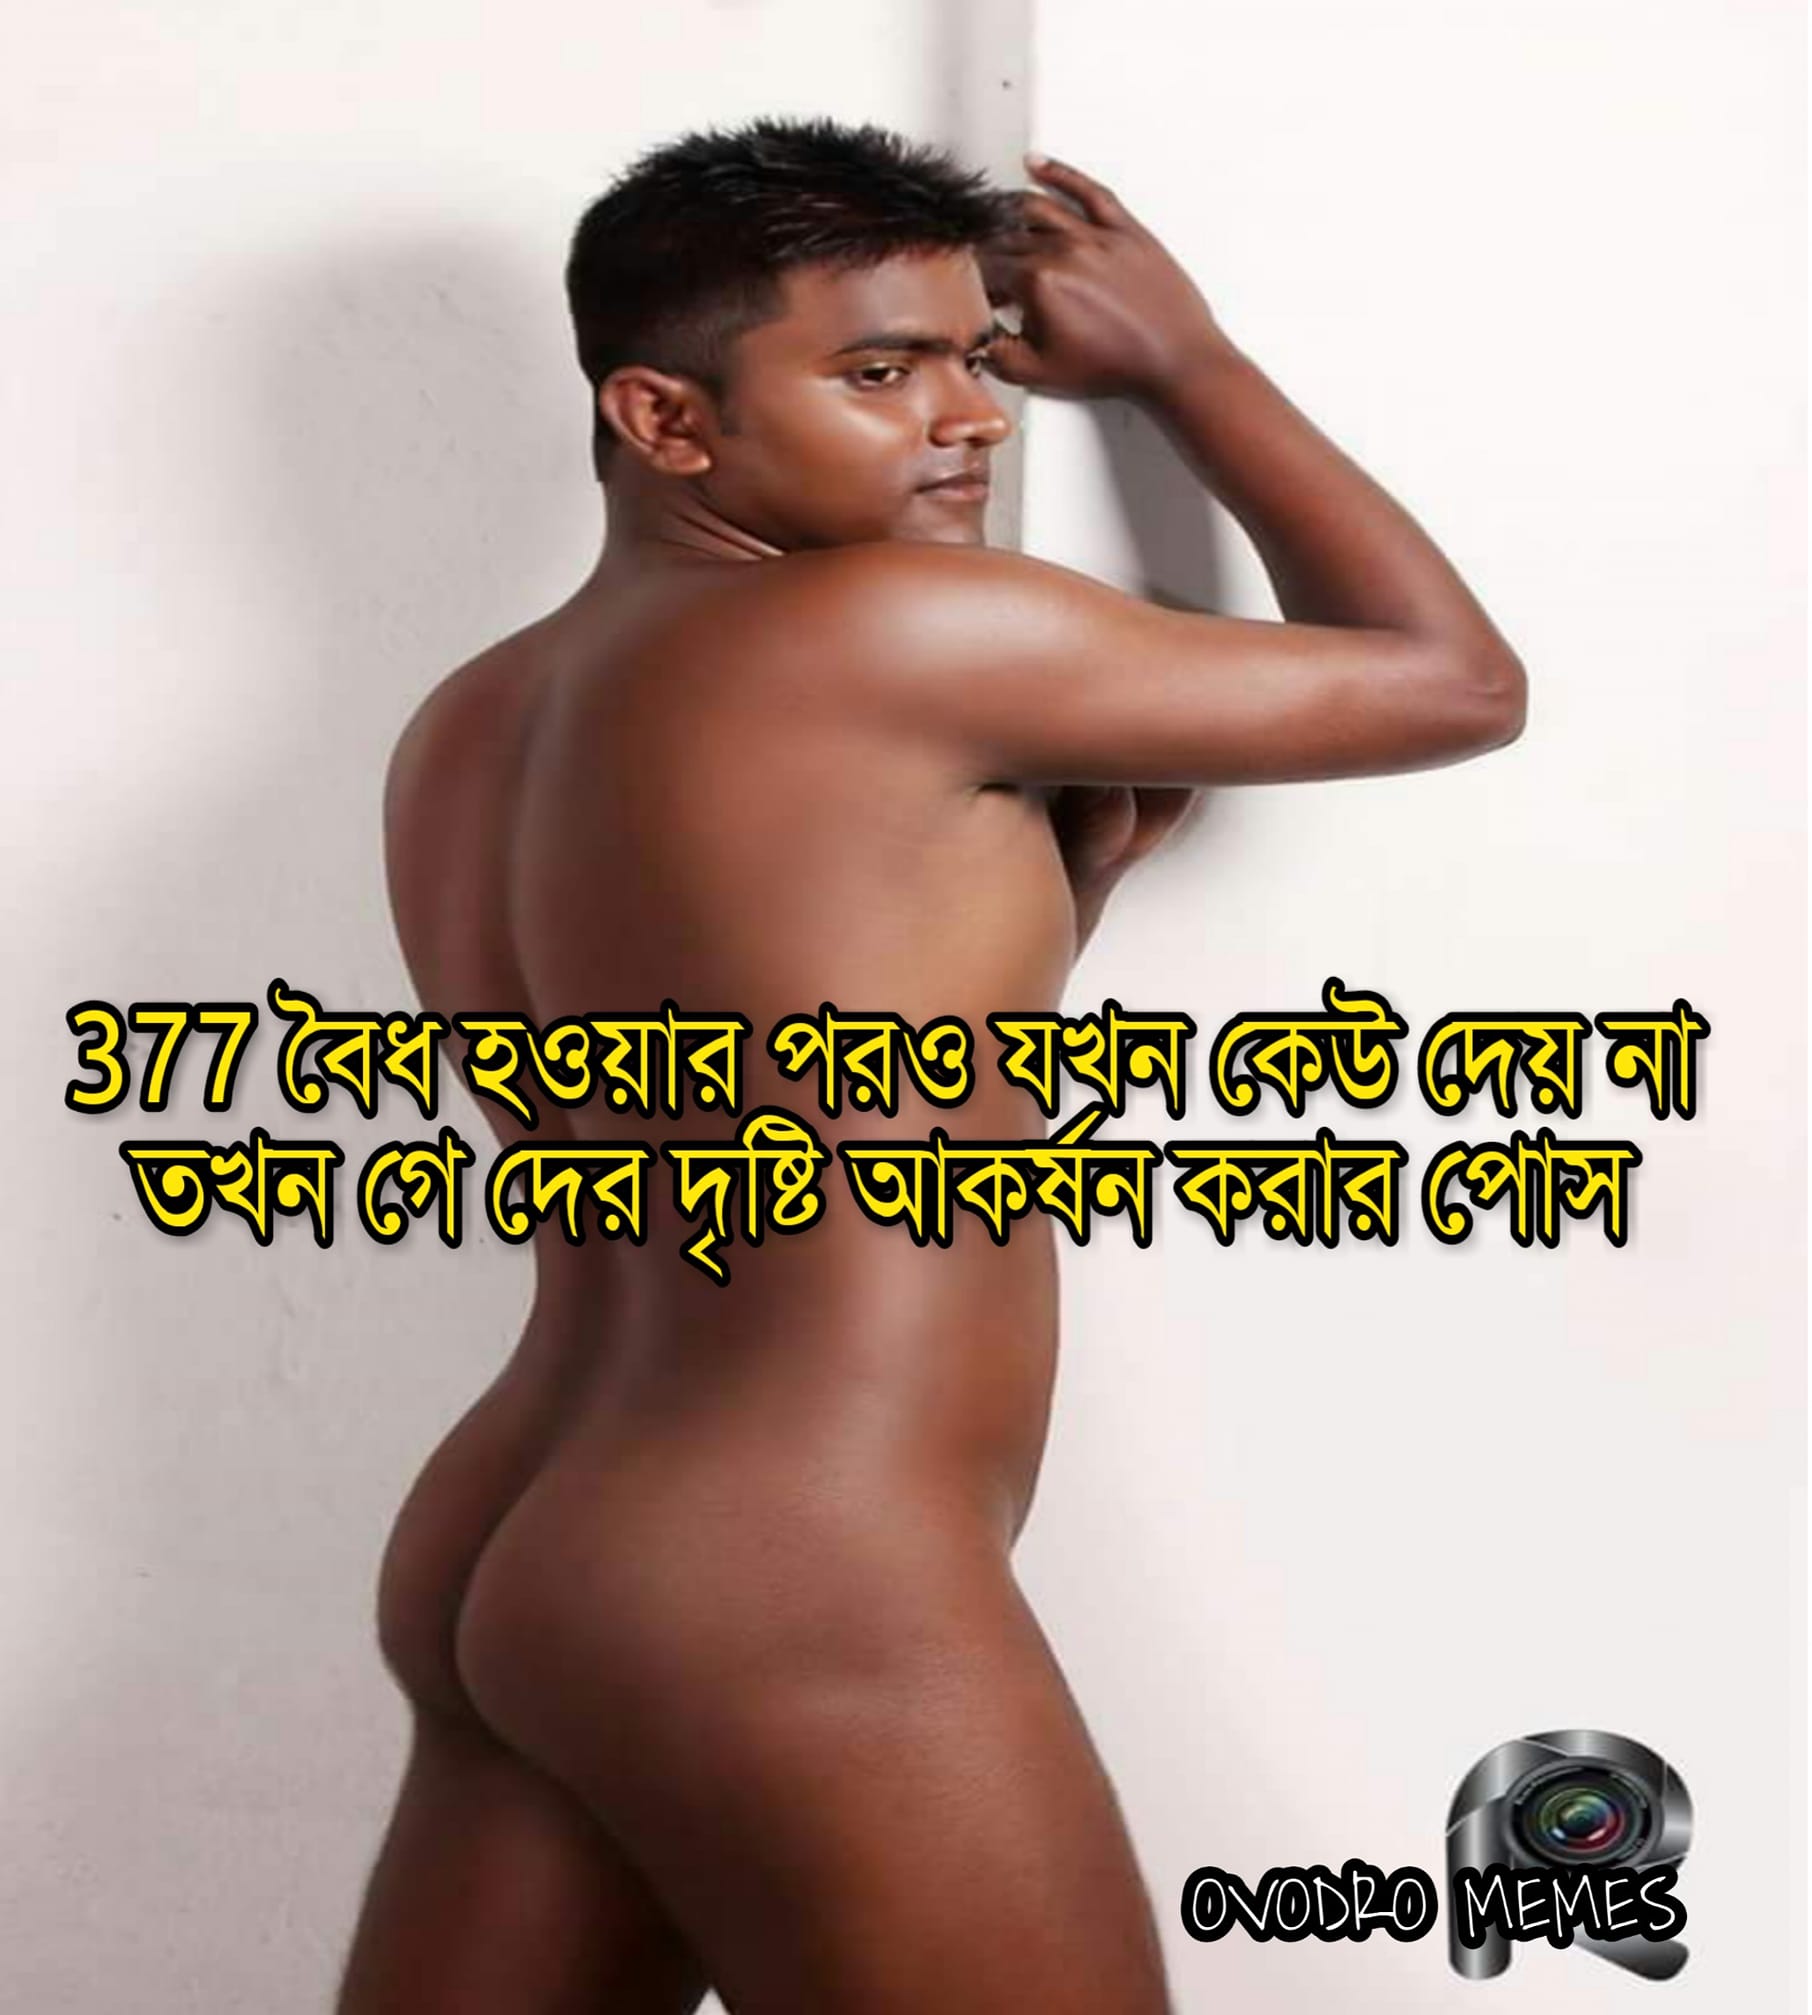 377 বৈধ হওয়ার পরও যখন কেউ দেয় না
তখন গে দের দৃষ্টি আকর্ষন করার পোস
OVODRO MEMES